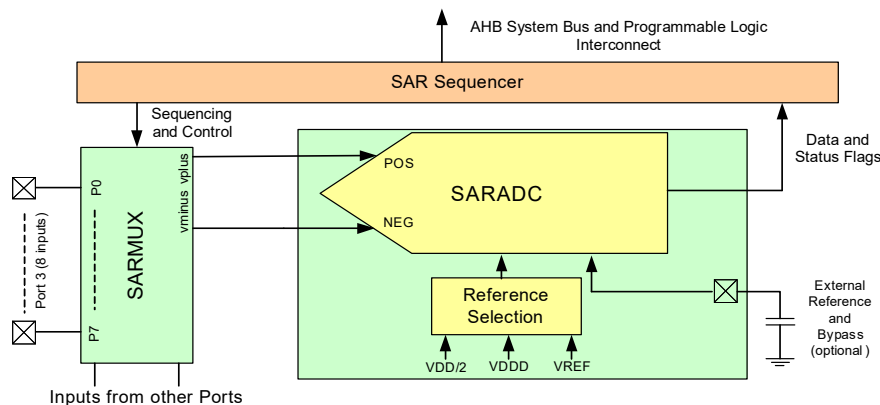 AHB System Bus and Programmable Logic
Interconnect
SAR Sequencer
Sequencing
and Control
Data and
Status Flags
vminus vplus
POS
NEG
SARADC
P0
P7
Port 3 (8 inputs)
SARMUX
Reference
Selection
External
Reference
and
Bypass
(optional )
VDD/2
VDDD
VREF
Inputs from other Ports